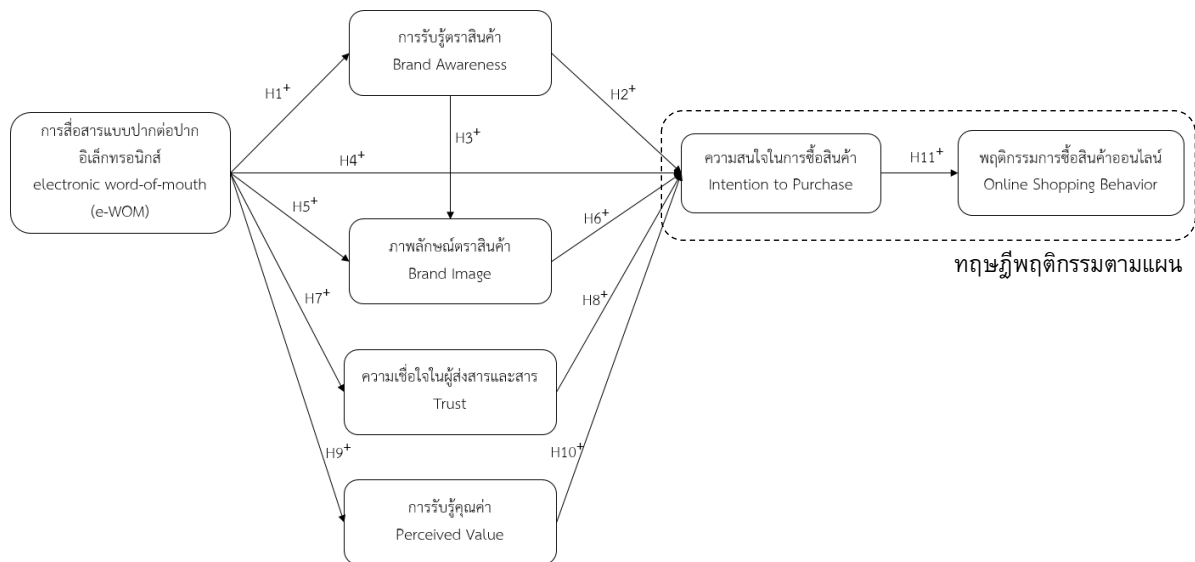 การรับรู้ตราสินค้า
Brand Awareness
H1+
H2+
การสื่อสารแบบปากต่อปาก
อิเล็กทรอนิกส์
electronic word-of-mouth
(e-WOM)
H3+
H4+
ความสนใจในการซื้อสินค้า
Intention to Purchase
H11+
พฤติกรรมการซื้อสินค้าออนไลน์
Online Shopping Behavior
H5+
H6+
ภาพลักษณ์ตราสินค้า
Brand Image
ทฤษฎีพฤติกรรมตามแผน
H7+
H8+
ความเชื่อใจในผู้ส่งสารและสาร
Trust
H9+
H10+
การรับรู้คุณค่า
Perceived Value